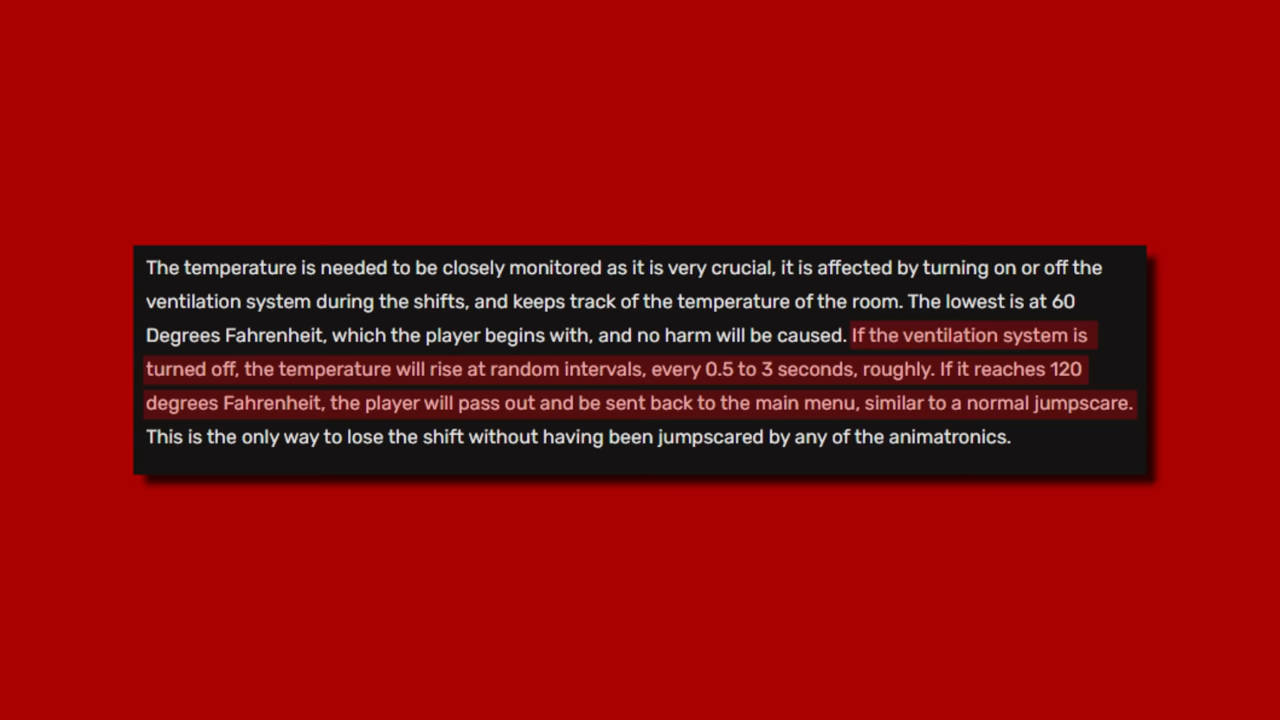 The temperature is needed to be closely monitored as it is very crucial, it is affected by turning on or off the
ventilation system during the shifts, and keeps track of the temperature of the room. The lowest is at 60
Degrees Fahrenheit, which the player begins with, and no harm will be caused. If the ventilation system is
turned off, the temperature will rise at random intervals, every 0.5 to 3 seconds, roughly. If it reaches 120
degrees Fahrenheit, the player will pass out and be sent back to the main menu, similar to a normal jumpscare.
This is the only way to lose the shift without having been jumpscared by any of the animatronics.